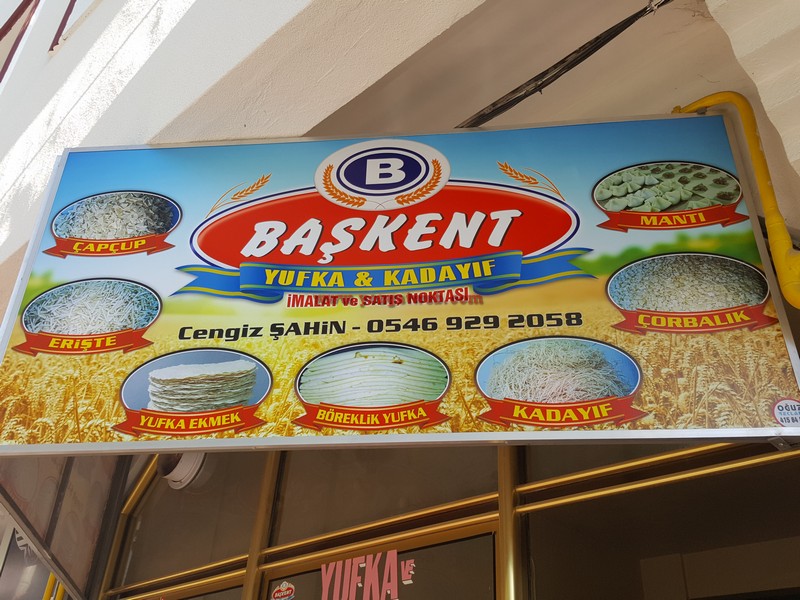 B
BAŞKENT
YUFKA & KADAYIF
İMALAT ve SATIŞ NOKTASI
Cengiz ŞAHİN - 0546 929 2058
ÇAPÇUP
MANTI
ERİŞTE
ÇORBALIK
YUFKA EKMEK
BÖREKLİK YUFKA
KADAYIF
YUFKA VE
BAŞKENT